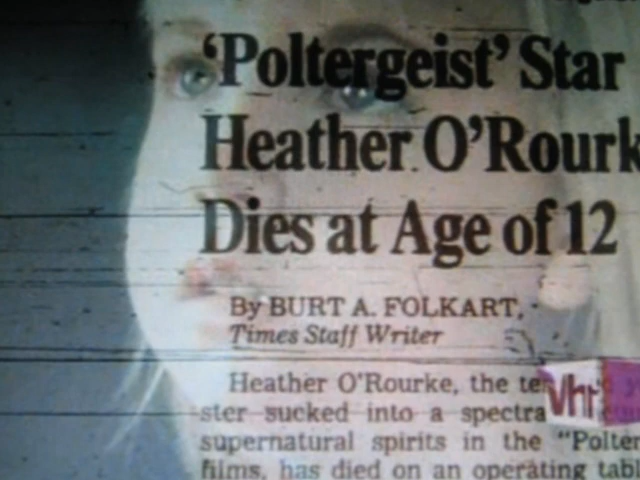 'Poltergeist' Star
Heather O'Rourk
Dies at Age of 12
By BURT A. FOLKART,
Times Staff Writer
Heather O'Rourke, the te
ster sucked into a spectra
supernatural spirits in the "Polter
films, has died on an operating tabl
Vh1